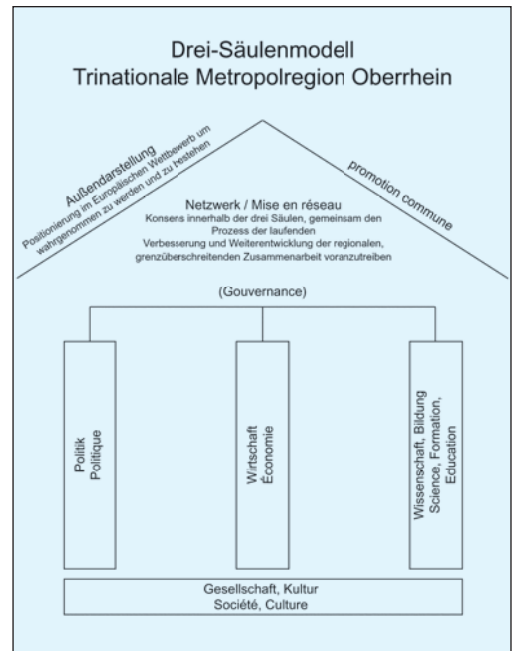 Drei-Säulenmodell
Trinationale Metropolregion Oberrhein
Außendarstellung
Positionierung im Europäischen Wettbewerb um
wahrgenommen zu werden und zu bestehen
promotion commune
Netzwerk / Mise en réseau
Konsers innerhalb der drei Säulen, gemeinsam den
Prozess der laufenden
Verbesserung und Weiterentwicklung der regionalen,
grenzüberschreitenden Zusammenarbeit voranzutreiben
(Gouvernance)
Politik
Politique
Wirtschaft
Économie
Wissenschaft, Bildung
Science, Formation,
Education
Gesellschaft, Kultur
Société, Culture